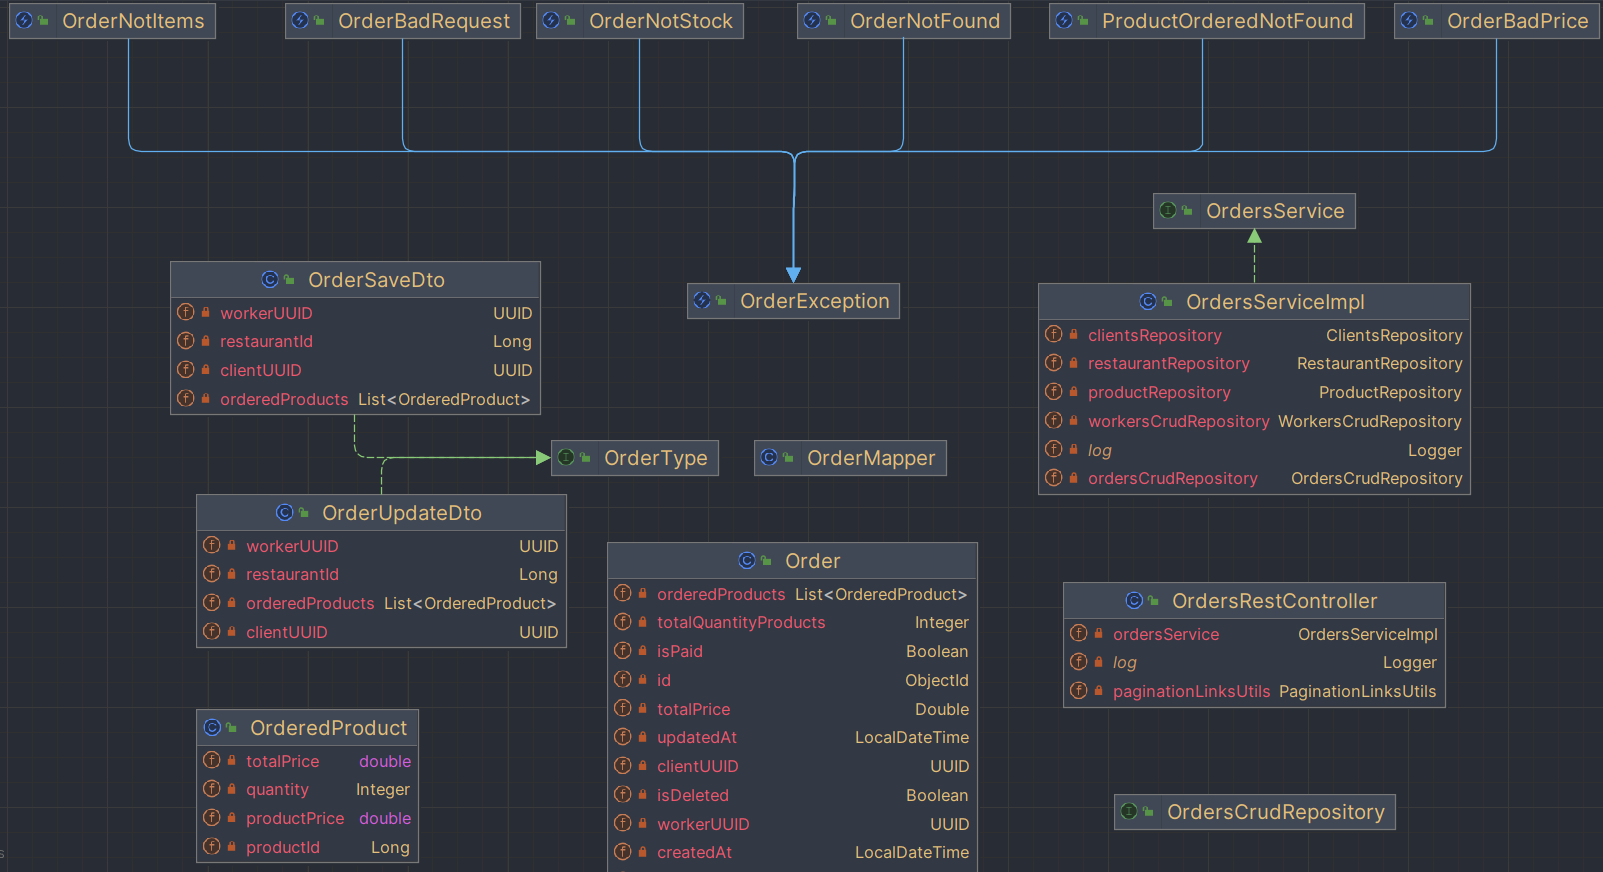 OrderNotItems
OrderBadRequest
OrderNotStock
OrderNotFound
ProductOrderedNotFound
OrderBadPrice
OrdersService
OrderSaveDto
workerUUID UUID
restaurantId Long
clientUUID UUID
orderedProducts List<OrderedProduct>
OrderException
OrdersServiceImpl
clientsRepository ClientsRepository
restaurantRepository RestaurantRepository
productRepository ProductRepository
workersCrudRepository WorkersCrudRepository
log Logger
ordersCrudRepository OrdersCrudRepository
OrderType
OrderMapper
OrderUpdateDto
workerUUID UUID
restaurantId Long
orderedProducts List<OrderedProduct>
clientUUID UUID
Order
orderedProducts List<OrderedProduct>
totalQuantityProducts Integer
isPaid Boolean
id ObjectId
totalPrice Double
updatedAt LocalDateTime
clientUUID UUID
isDeleted Boolean
workerUUID UUID
createdAt LocalDateTime
OrdersRestController
ordersService OrdersServiceImpl
log Logger
paginationLinksUtils PaginationLinksUtils
OrderedProduct
totalPrice double
quantity Integer
productPrice double
productId Long
OrdersCrudRepository